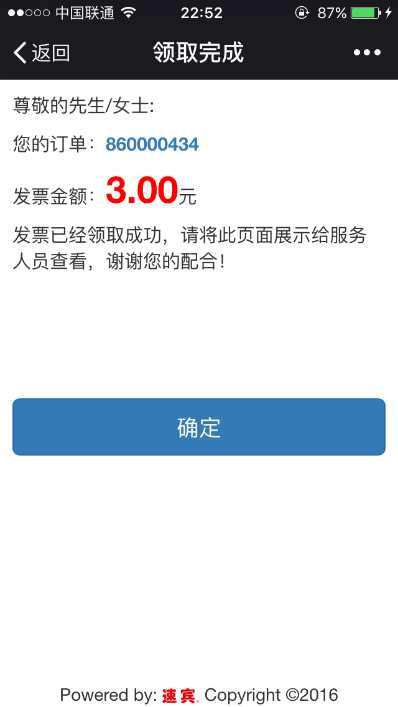 中国联通 22:52 87%
返回 领取完成
尊敬的先生/女士:
您的订单：860000434
发票金额：3.00元
发票已经领取成功，请将此页面展示给服务
人员查看，谢谢您的配合！
确定
Powered by: 速宾 Copyright ©2016